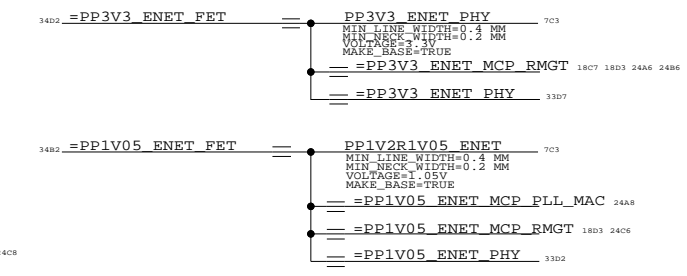 34D2 =PP3V3_ENET_FET PP3V3_ENET_PHY 7C3
MIN_LINE_WIDTH=0.4 MM
MIN_NECK_WIDTH=0.2 MM
VOLTAGE=3.3V
MAKE_BASE=TRUE
=PP3V3_ENET_MCP_RMGT 18C7 18D3 24A6 24B6
=PP3V3_ENET_PHY 33D7
34B2 =PP1V05_ENET_FET PP1V2R1V05_ENET 7C3
MIN_LINE_WIDTH=0.4 MM
MIN_NECK_WIDTH=0.2 MM
VOLTAGE=1.05V
MAKE_BASE=TRUE
=PP1V05_ENET_MCP_PLL_MAC 24A8
=PP1V05_ENET_MCP_RMGT 18D3 24C6
24C8 =PP1V05_ENET_PHY 33D2